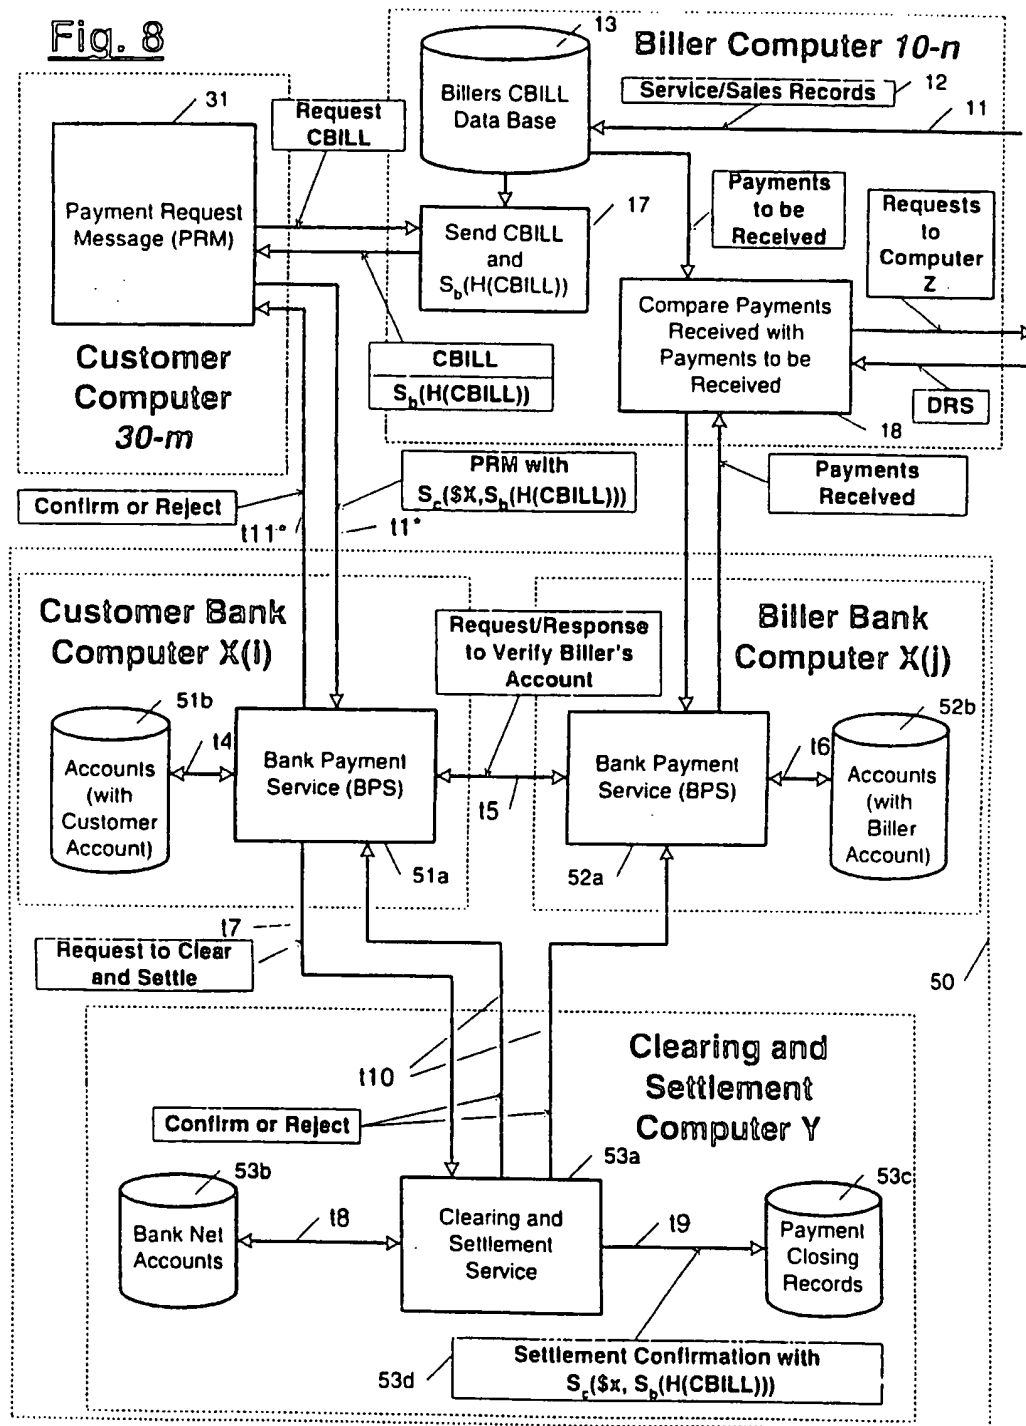 Fig. 8
13
Biller Computer 10-n
31
Request
CBILL
Billers CBILL
Data Base
Service/Sales Records
12
11
Payment Request
Message (PRM)
17
Send CBILL
and
S_b(H(CBILL))
Payments
to be
Received
Requests
to
Computer
Z
Customer
Computer
30-m
CBILL
S_b(H(CBILL))
Compare Payments
Received with
Payments to be
Received
DRS
18
Confirm or Reject
t11*
PRM with
S_c($X,S_b(H(CBILL)))
t1*
Payments
Received
Customer Bank
Computer X(i)
Request/Response
to Verify Biller's
Account
Biller Bank
Computer X(j)
51b
52b
Accounts
(with
Customer
Account)
t4
Bank Payment
Service (BPS)
t5
Bank Payment
Service (BPS)
t6
Accounts
(with
Biller
Account)
51a
52a
t7
Request to Clear
and Settle
50
t10
Clearing and
Settlement
Computer Y
Confirm or Reject
53b
53a
53c
Bank Net
Accounts
t8
Clearing and
Settlement
Service
t9
Payment
Closing
Records
53d
Settlement Confirmation with
S_c($x, S_b(H(CBILL)))